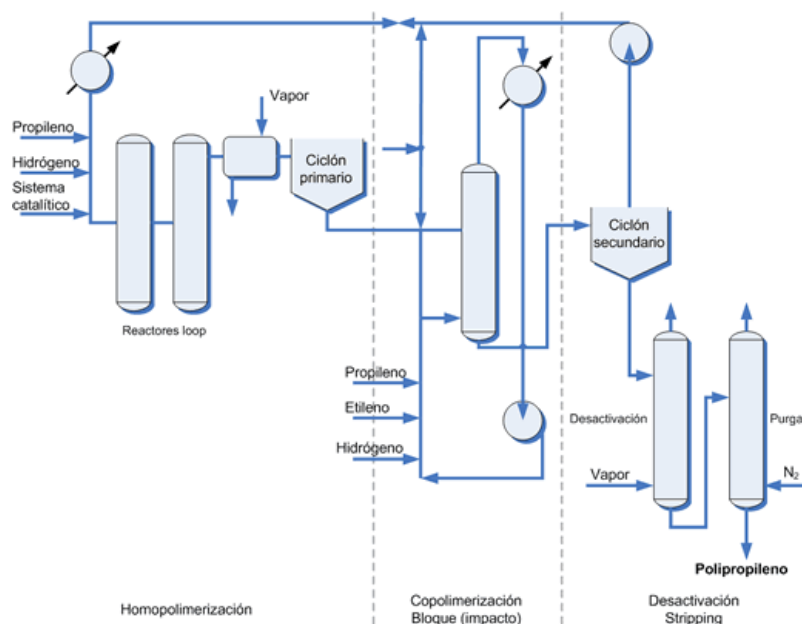 Vapor
Propileno
Hidrógeno
Sistema
catalítico
Ciclón
primario
Reactores loop
Propileno
Etileno
Hidrógeno
Ciclón
secundario
Desactivación
Purga
Vapor
N₂
Polipropileno
Homopolimerización
Copolimerización
Bloque (impacto)
Desactivación
Stripping